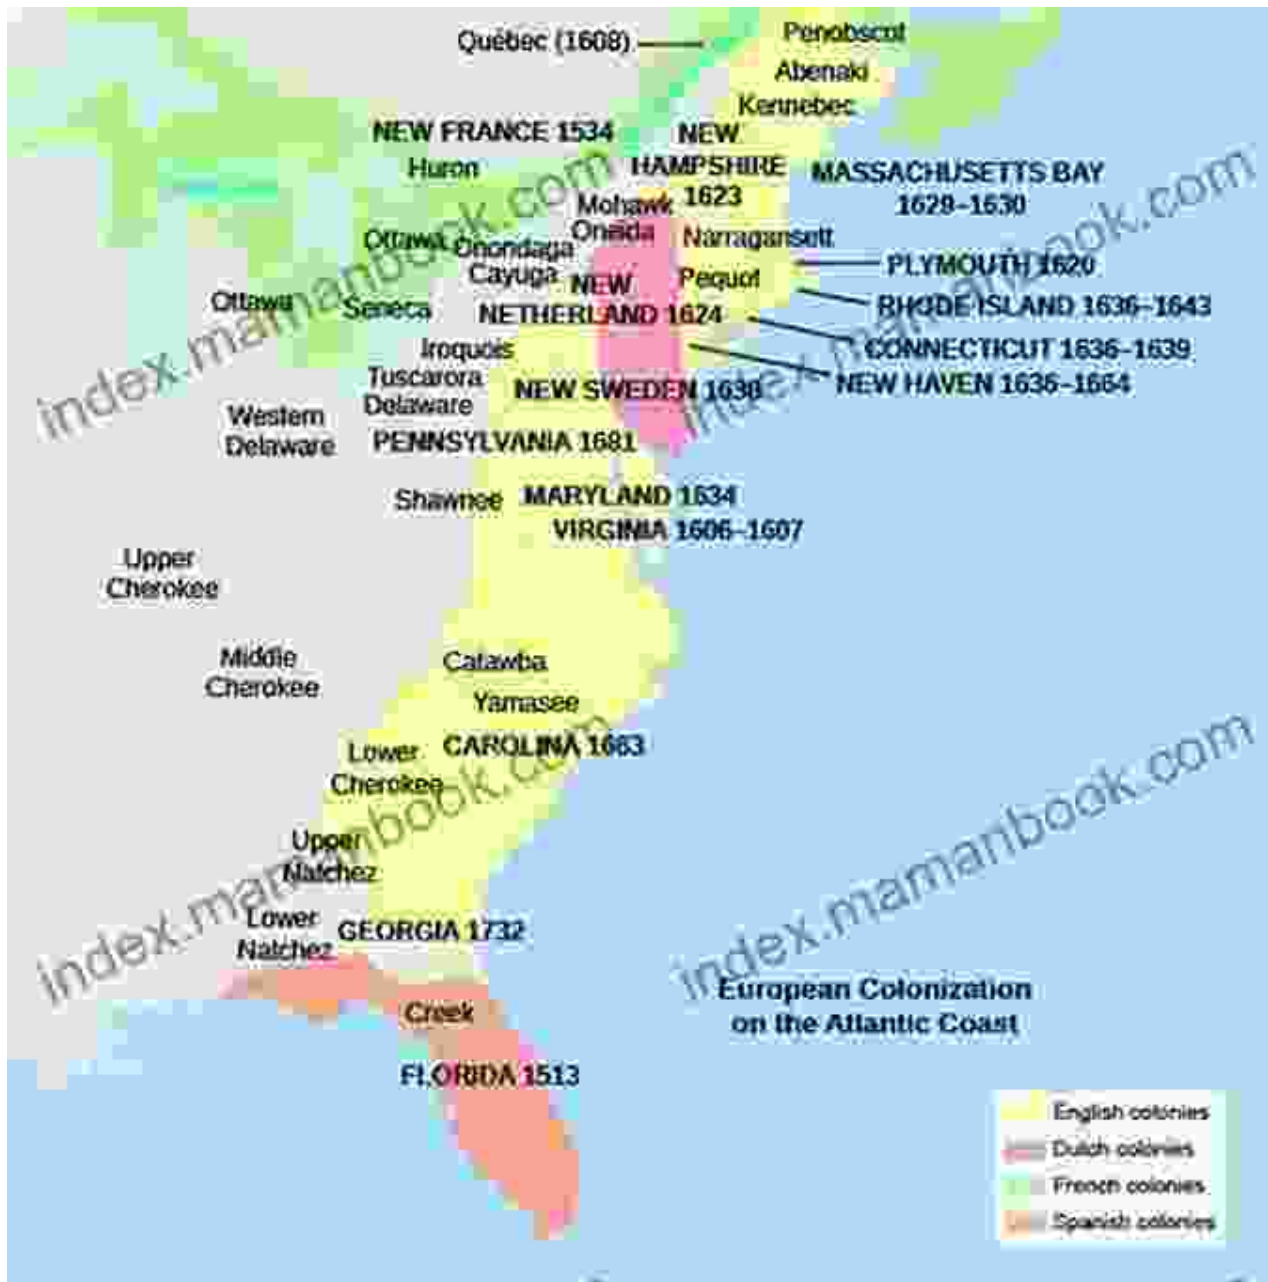 Québec (1608)
Penobscot
Abenaki
Kennebec
NEW FRANCE 1534
NEW
HAMPSHIRE
1623
Huron
MASSACHUSETTS BAY
1629–1630
Mohawk
Oneida
Narragansett
Ottawa
Onondaga
Cayuga
NEW
NETHERLAND 1624
Pequot
PLYMOUTH 1620
Ottawa
Seneca
RHODE ISLAND 1636–1643
Iroquois
CONNECTICUT 1636–1639
Tuscarora
Delaware
NEW SWEDEN 1638
NEW HAVEN 1636–1664
Western
Delaware
PENNSYLVANIA 1681
Shawnee
MARYLAND 1634
VIRGINIA 1606–1607
Upper
Cherokee
Middle
Cherokee
Catawba
Yamasee
Lower
Cherokee
CAROLINA 1663
Upper
Natchez
Lower
Natchez
GEORGIA 1732
Creek
FLORIDA 1513
European Colonization
on the Atlantic Coast
English colonies
Dutch colonies
French colonies
Spanish colonies
index.mamanbook.com
index.mamanbook.com
index.mamanbook.com
index.mamanbook.com